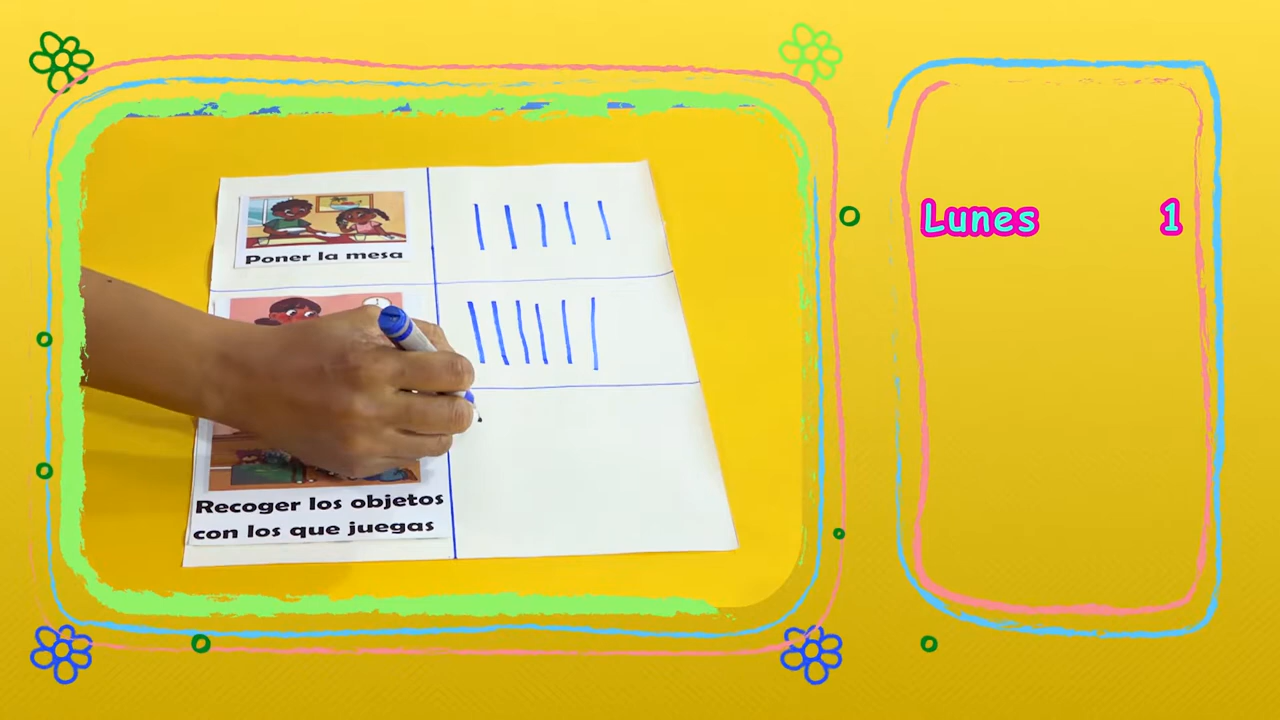 Poner la mesa
Recoger los objetos
con los que juegas
Lunes 1